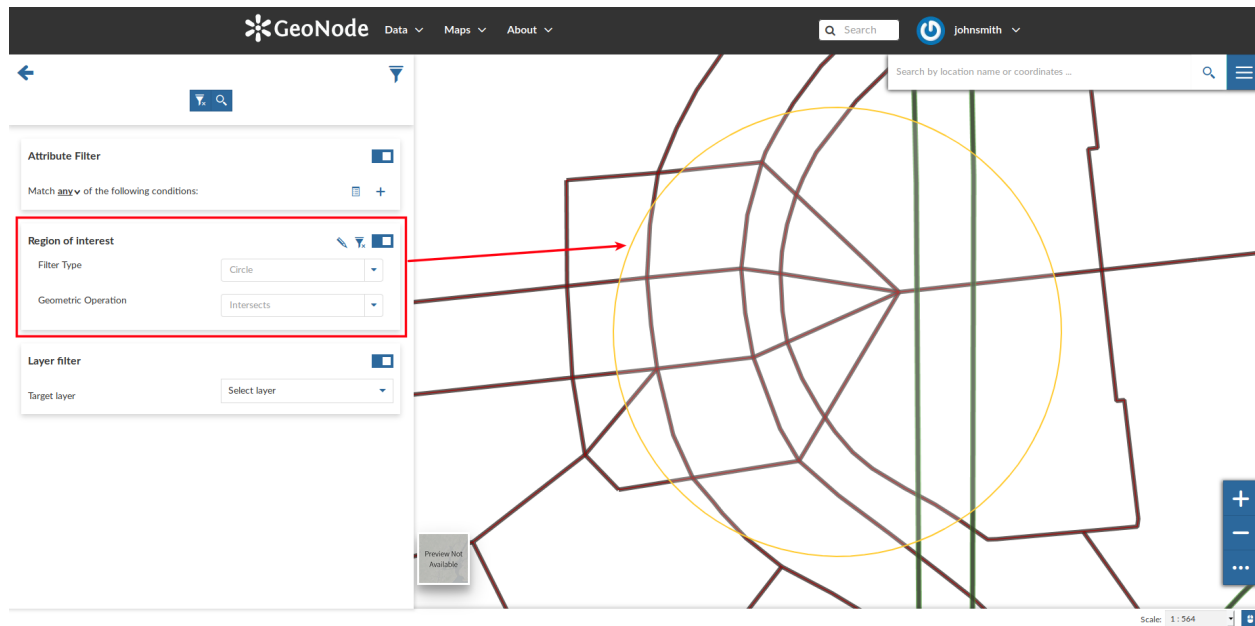 GeoNode Data Maps About Search johnsmith
Search by location name or coordinates ...
Attribute Filter
Match any of the following conditions:
Region of interest
Filter Type Circle
Geometric Operation Intersects
Layer filter
Target layer Select layer
Preview Not
Available
Scale: 1 : 564